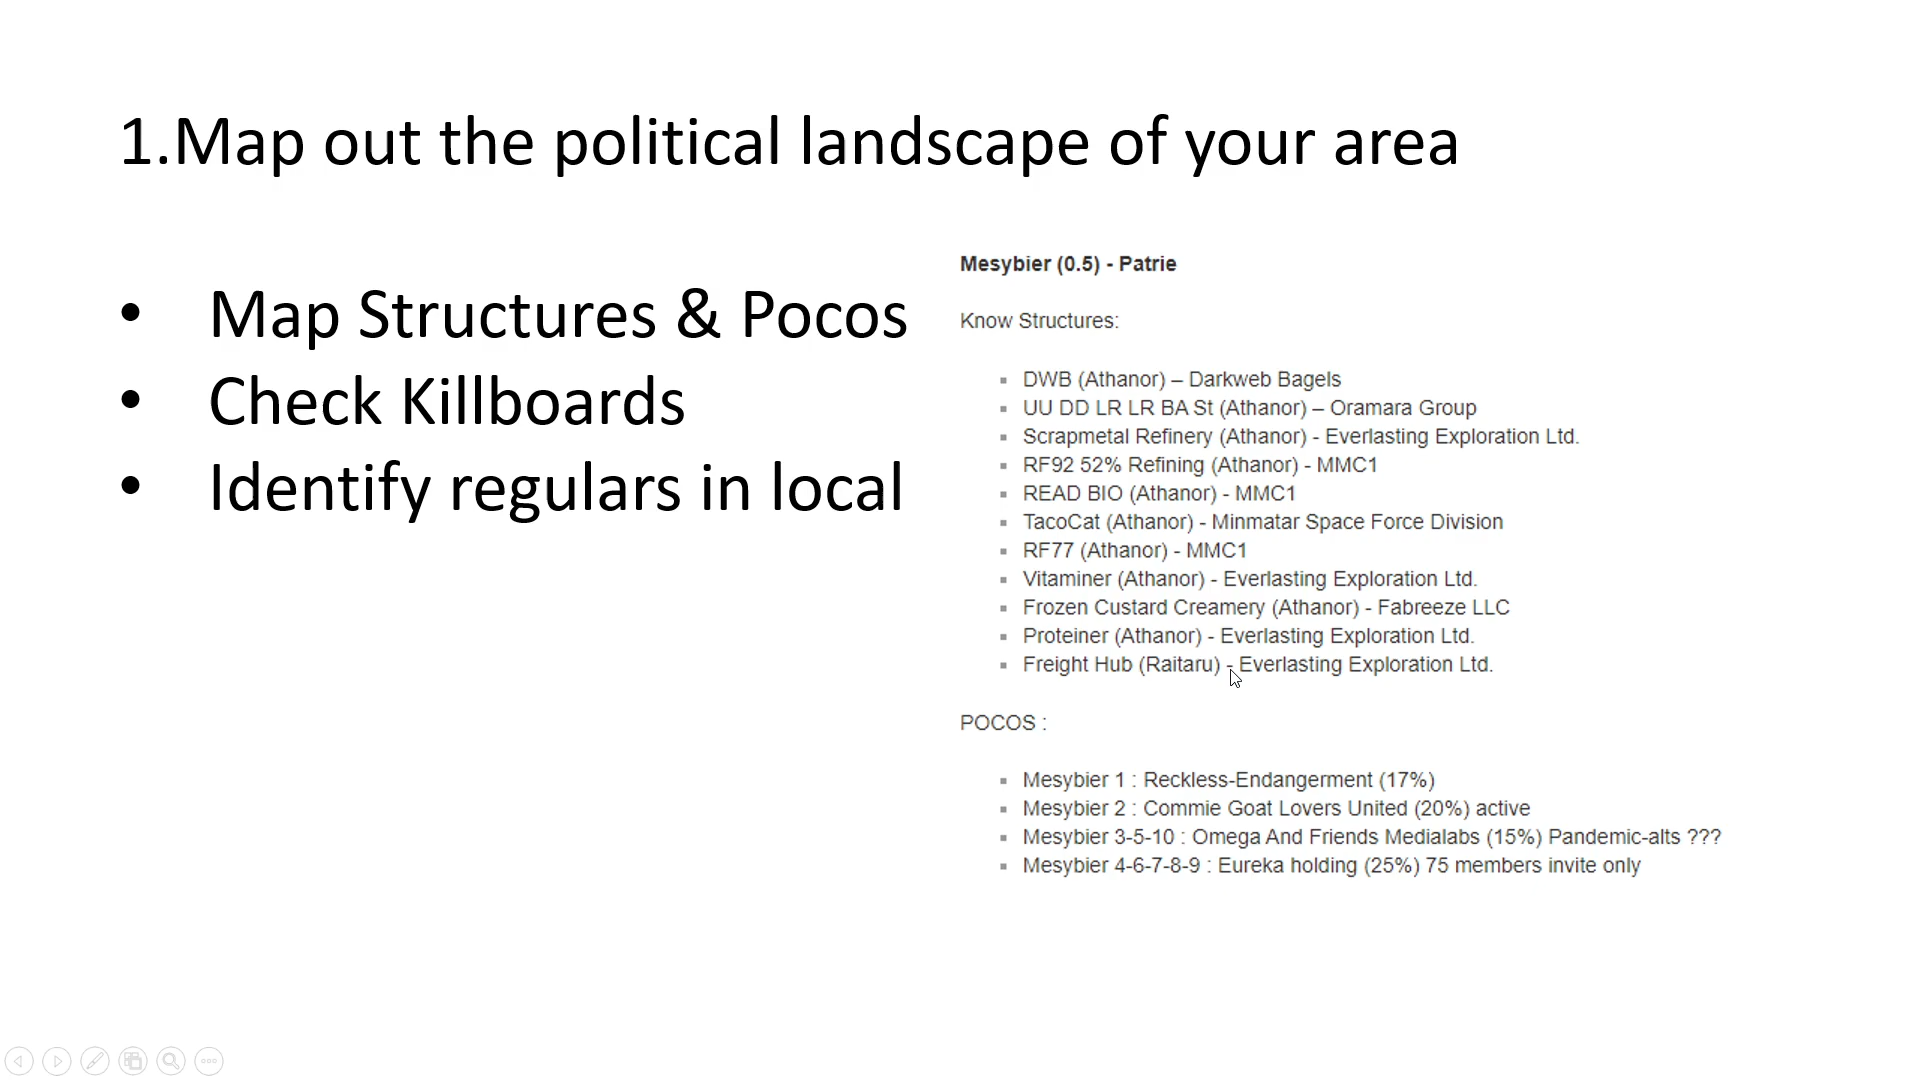 1.Map out the political landscape of your area
• Map Structures & Pocos
• Check Killboards
• Identify regulars in local
Mesybier (0.5) - Patrie
Know Structures:
▪ DWB (Athanor) – Darkweb Bagels
▪ UU DD LR LR BA St (Athanor) – Oramara Group
▪ Scrapmetal Refinery (Athanor) - Everlasting Exploration Ltd.
▪ RF92 52% Refining (Athanor) - MMC1
▪ READ BIO (Athanor) - MMC1
▪ TacoCat (Athanor) - Minmatar Space Force Division
▪ RF77 (Athanor) - MMC1
▪ Vitaminer (Athanor) - Everlasting Exploration Ltd.
▪ Frozen Custard Creamery (Athanor) - Fabreeze LLC
▪ Proteiner (Athanor) - Everlasting Exploration Ltd.
▪ Freight Hub (Raitaru) - Everlasting Exploration Ltd.
POCOS :
▪ Mesybier 1 : Reckless-Endangerment (17%)
▪ Mesybier 2 : Commie Goat Lovers United (20%) active
▪ Mesybier 3-5-10 : Omega And Friends Medialabs (15%) Pandemic-alts ???
▪ Mesybier 4-6-7-8-9 : Eureka holding (25%) 75 members invite only